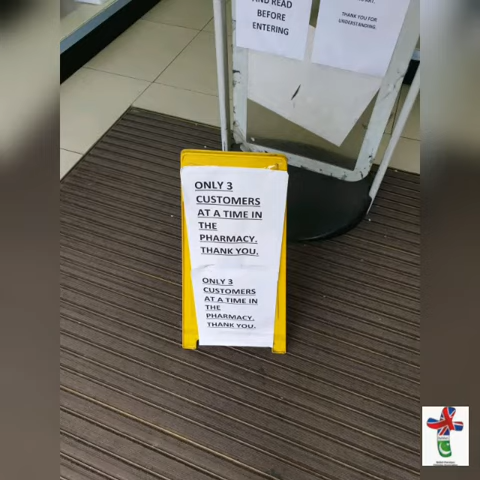 AND READ
BEFORE
ENTERING
THANK YOU FOR
UNDERSTANDING
ONLY 3
CUSTOMERS
AT A TIME IN
THE
PHARMACY.
THANK YOU.
ONLY 3
CUSTOMERS
AT A TIME IN
THE
PHARMACY.
THANK YOU.